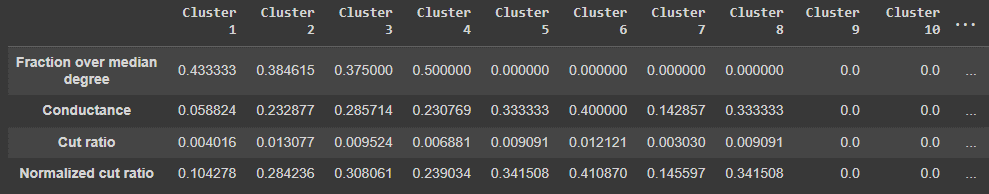 Cluster 1 Cluster 2 Cluster 3 Cluster 4 Cluster 5 Cluster 6 Cluster 7 Cluster 8 Cluster 9 Cluster 10 ...
Fraction over median degree 0.433333 0.384615 0.375000 0.500000 0.000000 0.000000 0.000000 0.000000 0.0 0.0 ...
Conductance 0.058824 0.232877 0.285714 0.230769 0.333333 0.400000 0.142857 0.333333 0.0 0.0 ...
Cut ratio 0.004016 0.013077 0.009524 0.006881 0.009091 0.012121 0.003030 0.009091 0.0 0.0 ...
Normalized cut ratio 0.104278 0.284236 0.308061 0.239034 0.341508 0.410870 0.145597 0.341508 0.0 0.0 ...